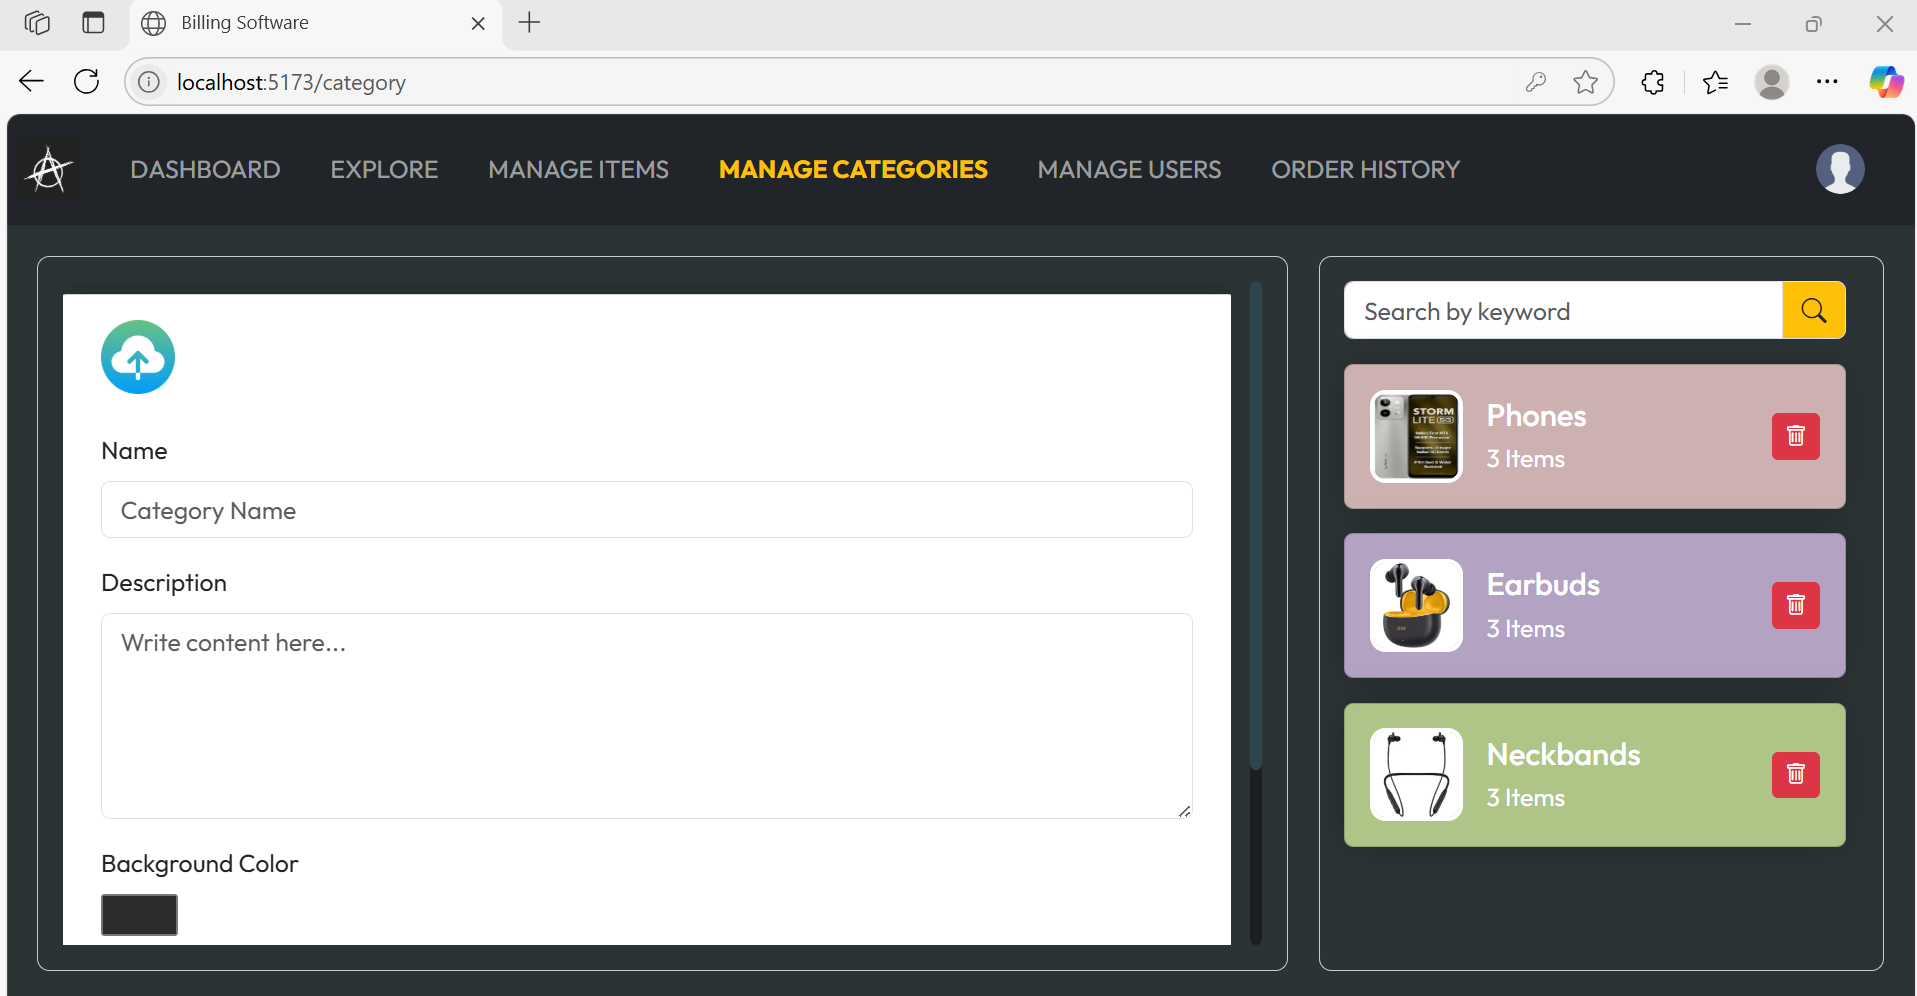 Billing Software
localhost:5173/category
DASHBOARD
EXPLORE
MANAGE ITEMS
MANAGE CATEGORIES
MANAGE USERS
ORDER HISTORY
Name
Category Name
Description
Write content here...
Background Color
Search by keyword
STORM
LITE 5G
Phones
3 Items
Earbuds
3 Items
Neckbands
3 Items